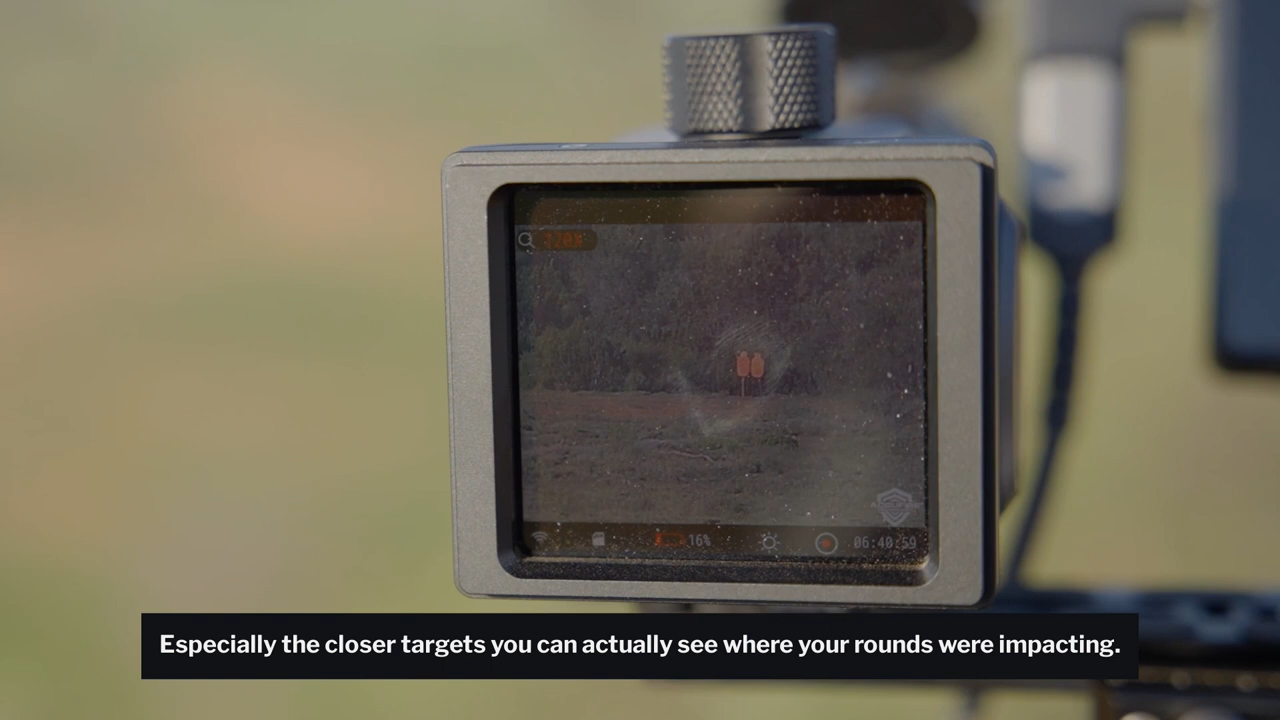 16%
06:40:59
Especially the closer targets you can actually see where your rounds were impacting.